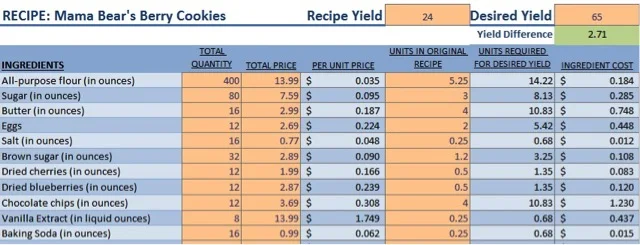 RECIPE: Mama Bear's Berry Cookies Recipe Yield 24 Desired Yield 65
Yield Difference 2.71
INGREDIENTS TOTAL QUANTITY TOTAL PRICE PER UNIT PRICE UNITS IN ORIGINAL RECIPE UNITS REQUIRED FOR DESIRED YIELD INGREDIENT COST
All-purpose flour (in ounces) 400 13.99 $ 0.035 5.25 14.22 $ 0.184
Sugar (in ounces) 80 7.59 $ 0.095 3 8.13 $ 0.285
Butter (in ounces) 16 2.99 $ 0.187 4 10.83 $ 0.748
Eggs 12 2.69 $ 0.224 2 5.42 $ 0.448
Salt (in ounces) 16 0.77 $ 0.048 0.25 0.68 $ 0.012
Brown sugar (in ounces) 32 2.89 $ 0.090 1.2 3.25 $ 0.108
Dried cranberries (in ounces) 12 1.99 $ 0.166 0.5 1.35 $ 0.083
Dried blueberries (in ounces) 12 2.87 $ 0.239 0.5 1.35 $ 0.120
Chocolate chips (in ounces) 12 3.69 $ 0.308 4 10.83 $ 1.230
Vanilla Extract (in liquid ounces) 8 13.99 $ 1.749 0.25 0.68 $ 0.437
Baking Soda (in ounces) 16 0.99 $ 0.062 0.25 0.68 $ 0.015